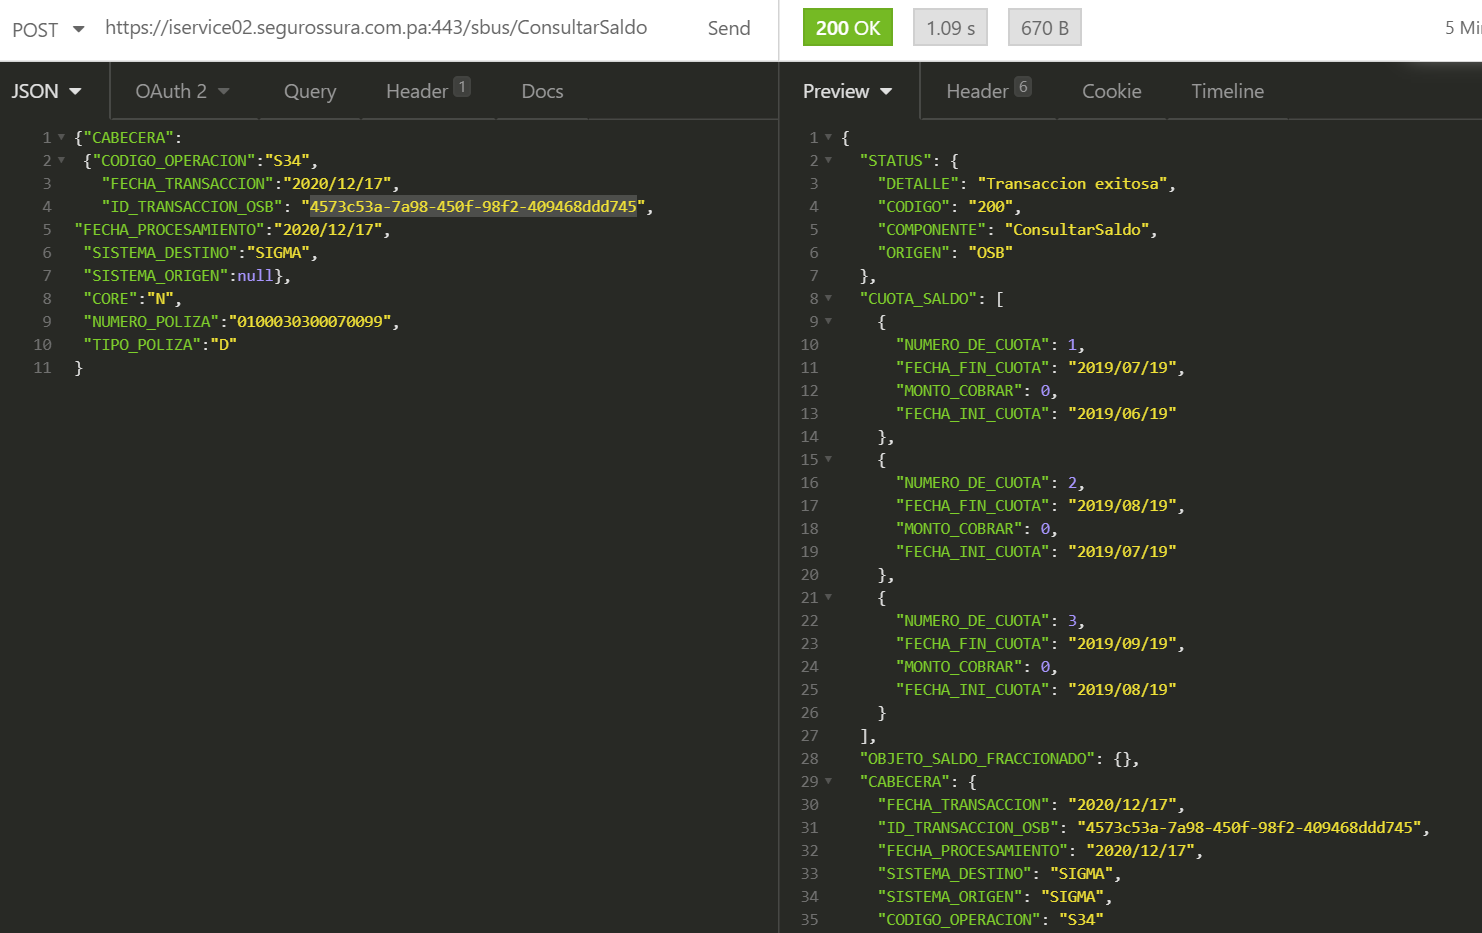 POST https://iservice02.segurossura.com.pa:443/sbus/ConsultarSaldo Send
200 OK 1.09 s 670 B 5 Mi
JSON OAuth 2 Query Header 1 Docs
1 {"CABECERA":
2 {"CODIGO_OPERACION":"S34",
3 "FECHA_TRANSACCION":"2020/12/17",
4 "ID_TRANSACCION_OSB": "4573c53a-7a98-450f-98f2-409468ddd745",
5 "FECHA_PROCESAMIENTO":"2020/12/17",
6 "SISTEMA_DESTINO":"SIGMA",
7 "SISTEMA_ORIGEN":null},
8 "CORE":"N",
9 "NUMERO_POLIZA":"0100030300070099",
10 "TIPO_POLIZA":"D"
11 }
Preview Header 6 Cookie Timeline
1 {
2 "STATUS": {
3 "DETALLE": "Transaccion exitosa",
4 "CODIGO": "200",
5 "COMPONENTE": "ConsultarSaldo",
6 "ORIGEN": "OSB"
7 },
8 "CUOTA_SALDO": [
9 {
10 "NUMERO_DE_CUOTA": 1,
11 "FECHA_FIN_CUOTA": "2019/07/19",
12 "MONTO_COBRAR": 0,
13 "FECHA_INI_CUOTA": "2019/06/19"
14 },
15 {
16 "NUMERO_DE_CUOTA": 2,
17 "FECHA_FIN_CUOTA": "2019/08/19",
18 "MONTO_COBRAR": 0,
19 "FECHA_INI_CUOTA": "2019/07/19"
20 },
21 {
22 "NUMERO_DE_CUOTA": 3,
23 "FECHA_FIN_CUOTA": "2019/09/19",
24 "MONTO_COBRAR": 0,
25 "FECHA_INI_CUOTA": "2019/08/19"
26 }
27 ],
28 "OBJETO_SALDO_FRACCIONADO": {},
29 "CABECERA": {
30 "FECHA_TRANSACCION": "2020/12/17",
31 "ID_TRANSACCION_OSB": "4573c53a-7a98-450f-98f2-409468ddd745",
32 "FECHA_PROCESAMIENTO": "2020/12/17",
33 "SISTEMA_DESTINO": "SIGMA",
34 "SISTEMA_ORIGEN": "SIGMA",
35 "CODIGO_OPERACION": "S34"